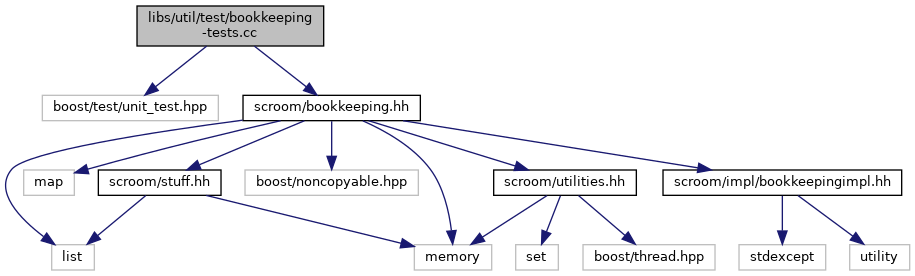 libs/util/test/bookkeeping
-tests.cc
boost/test/unit_test.hpp
scroom/bookkeeping.hh
map
scroom/stuff.hh
boost/noncopyable.hpp
scroom/utilities.hh
scroom/impl/bookkeepingimpl.hh
list
memory
set
boost/thread.hpp
stdexcept
utility